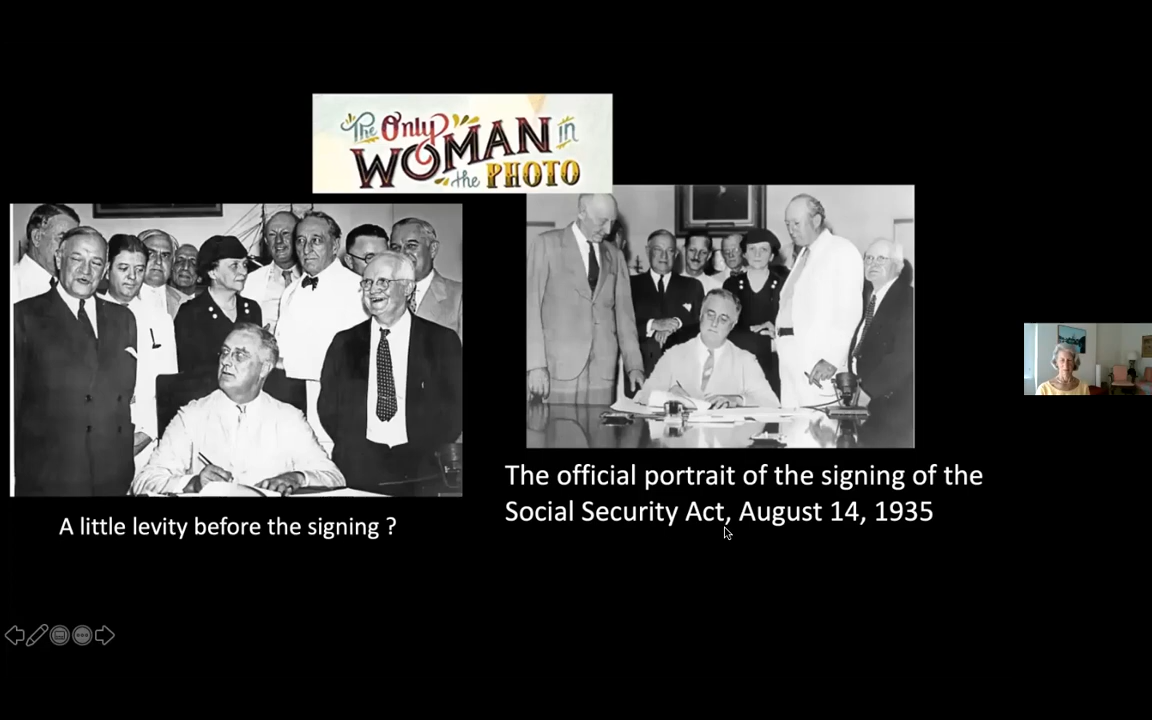 The Only
WOMAN in
the PHOTO
A little levity before the signing ?
The official portrait of the signing of the
Social Security Act, August 14, 1935